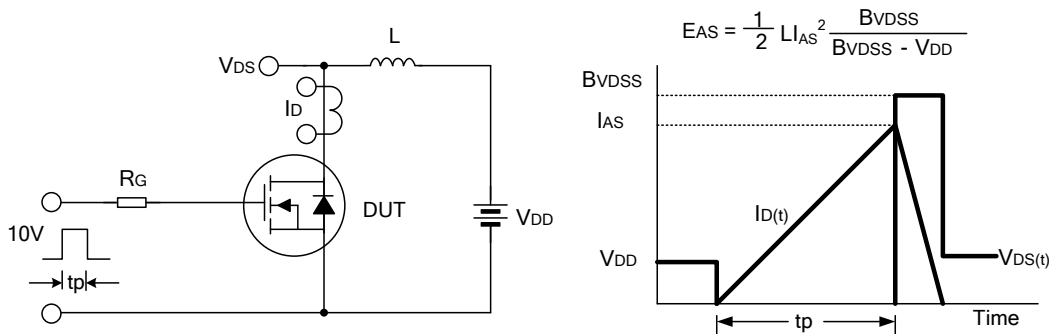 VDS
L
ID
RG
DUT
VDD
10V
tp
EAS = 1/2 LIAS² BVDSS / BVDSS - VDD
BVDSS
IAS
ID(t)
VDD
VDS(t)
tp
Time